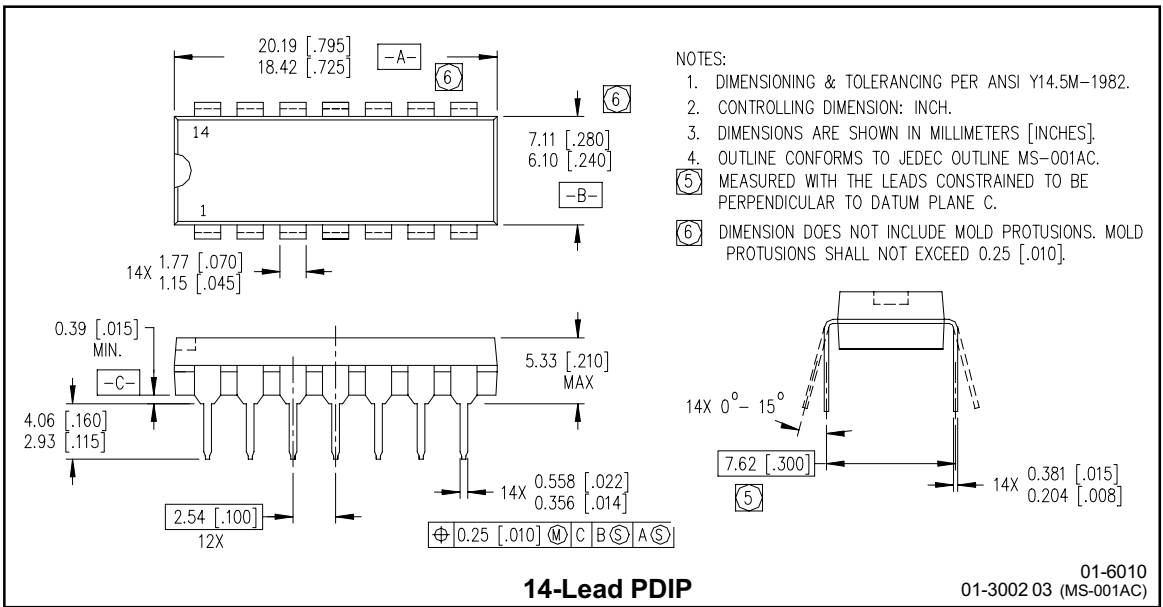 20.19 [.795]
18.42 [.725]
-A-
6
6
14
1
7.11 [.280]
6.10 [.240]
-B-
14X 1.77 [.070]
1.15 [.045]
NOTES:
1. DIMENSIONING & TOLERANCING PER ANSI Y14.5M-1982.
2. CONTROLLING DIMENSION: INCH.
3. DIMENSIONS ARE SHOWN IN MILLIMETERS [INCHES].
4. OUTLINE CONFORMS TO JEDEC OUTLINE MS-001AC.
5 MEASURED WITH THE LEADS CONSTRAINED TO BE
PERPENDICULAR TO DATUM PLANE C.
6 DIMENSION DOES NOT INCLUDE MOLD PROTUSIONS. MOLD
PROTUSIONS SHALL NOT EXCEED 0.25 [.010].
0.39 [.015]
MIN.
-C-
4.06 [.160]
2.93 [.115]
5.33 [.210]
MAX
2.54 [.100]
12X
14X 0.558 [.022]
0.356 [.014]
⌖ 0.25 [.010] Ⓜ C B Ⓢ A Ⓢ
14X 0°- 15°
7.62 [.300]
5
14X 0.381 [.015]
0.204 [.008]
14-Lead PDIP
01-6010
01-3002 03 (MS-001AC)